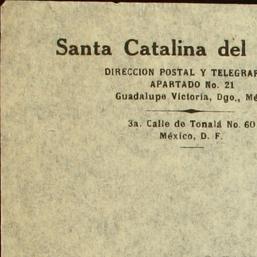 Santa Catalina del
DIRECCION POSTAL Y TELEGRAF
APARTADO No. 21
Guadalupe Victoria, Dgo., Mé
3a. Calle de Tonalá No. 60
México, D. F.